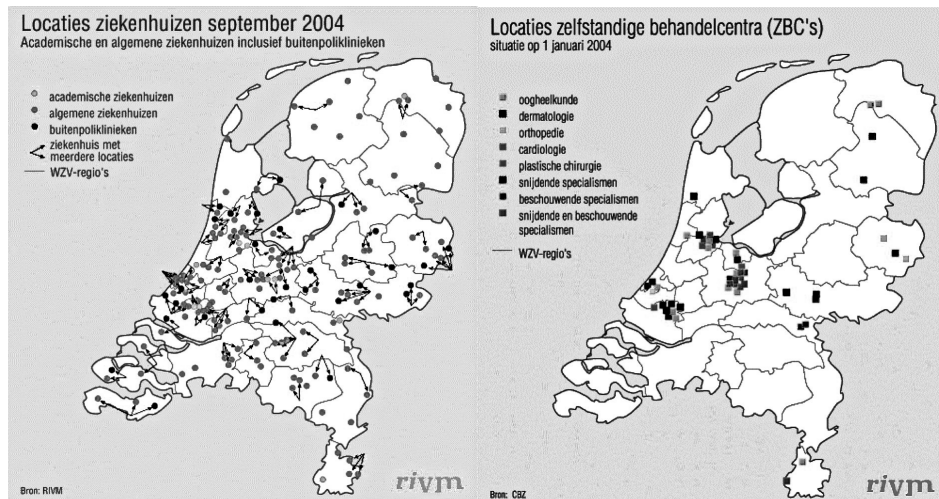 Locaties ziekenhuizen september 2004
Academische en algemene ziekenhuizen inclusief buitenpoliklinieken
academische ziekenhuizen
algemene ziekenhuizen
buitenpoliklinieken
ziekenhuis met
meerdere locaties
WZV-regio's
Bron: RIVM
rivm
Locaties zelfstandige behandelcentra (ZBC's)
situatie op 1 januari 2004
oogheelkunde
dermatologie
orthopedie
cardiologie
plastische chirurgie
snijdende specialismen
beschouwende specialismen
snijdende en beschouwende
specialismen
WZV-regio's
Bron: CBZ
rivm